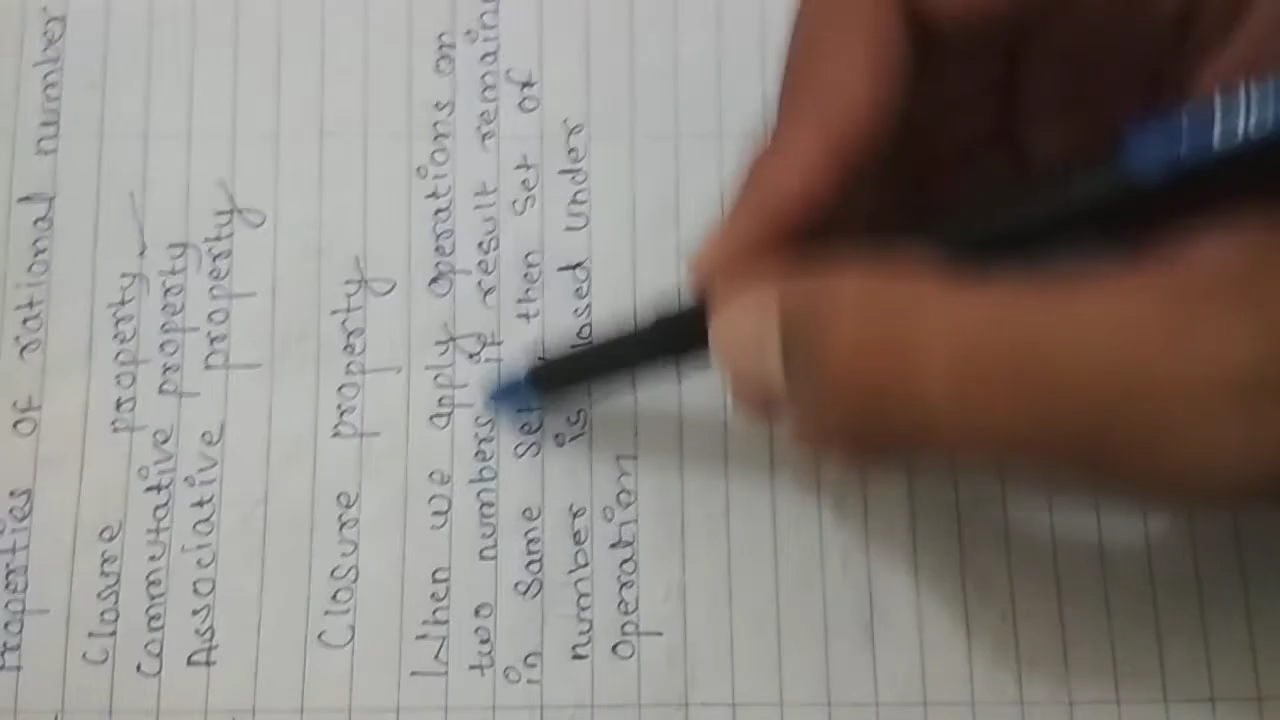 Properties of rational number
Closure property
Commutative property
Associative property
Closure property
When we apply operations on
two numbers if result remain
in same set, then set of
number is closed under
operation.